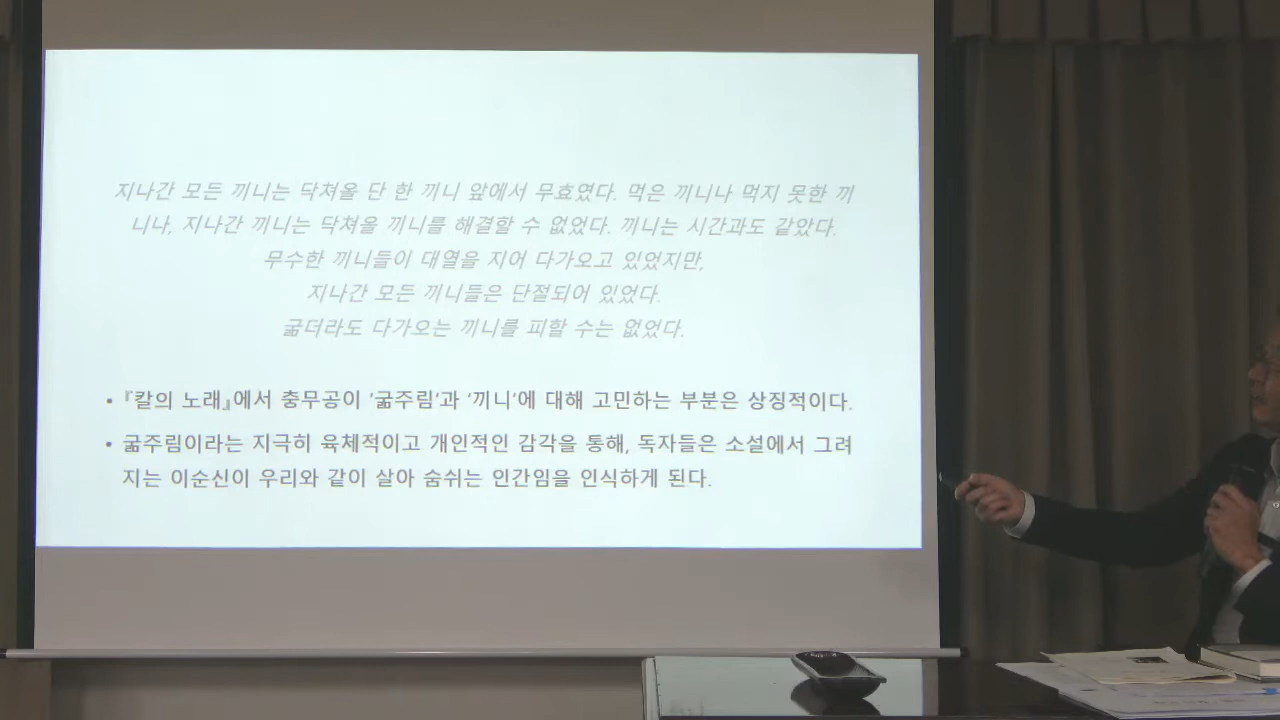 지나간 모든 끼니는 닥쳐올 단 한 끼니 앞에서 무효였다. 먹은 끼니나 먹지 못한 끼
니나, 지나간 끼니는 닥쳐올 끼니를 해결할 수 없었다. 끼니는 시간과도 같았다.
무수한 끼니들이 대열을 지어 다가오고 있었지만,
지나간 모든 끼니들은 단절되어 있었다.
굶더라도 다가오는 끼니를 피할 수는 없었다.
• 『칼의 노래』에서 충무공이 ‘굶주림’과 ‘끼니’에 대해 고민하는 부분은 상징적이다.
• 굶주림이라는 지극히 육체적이고 개인적인 감각을 통해, 독자들은 소설에서 그려
지는 이순신이 우리와 같이 살아 숨쉬는 인간임을 인식하게 된다.